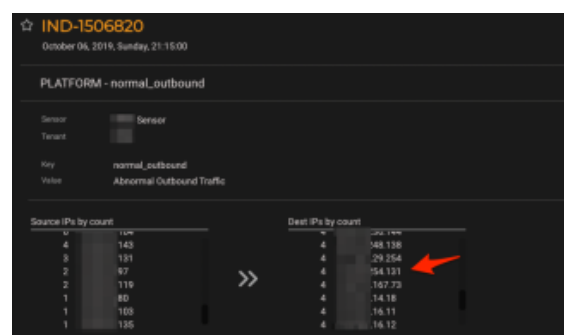 IND-1506820
October 06, 2019, Sunday, 21:15:00
PLATFORM - normal_outbound
Sensor Sensor
Tenant
Key normal_outbound
Value Abnormal Outbound Traffic
Source IPs by count Dest IPs by count
4 143 4 248.138
3 131 4 .29.254
2 97 4 254.131
2 119 4 .167.73
1 80 4 .14.18
1 103 4 .16.11
1 135 4 .16.12